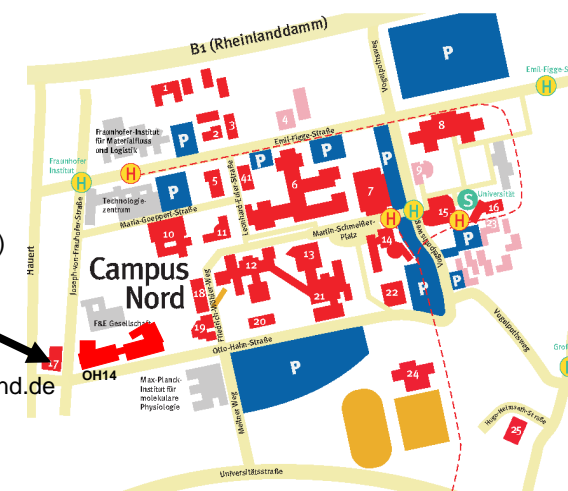 B1 (Rheinlanddamm)
P
Vogelpothsweg
Emil-Figge-S
H
1
2
3
4
8
Fraunhofer-Institut
für Materialfluss
und Logistik
P
Emil-Figge-Straße
P
P
Fraunhofer
Institut
H
H
P
5
41
6
7
9
S
Universität
Technologie-
zentrum
Leonhard-Euler-Straße
Maria-Goeppert-Straße
10
11
H
H
15
H
16
Martin-Schmeißer-
Platz
14
Vogelpothsweg
P
23
)
Hauert
Joseph-von-Fraunhofer-Straße
Campus
Nord
12
13
18
21
22
P
P
F&E Gesellschaft
19
Friedrich-Wöhler-Weg
20
Otto-Hahn-Straße
Vogelpothsweg
17
OH14
nd.de
P
Max-Planck-
Institut für
molekulare
Physiologie
Meitner Weg
24
Groß
Hugo-Heimrath-Straße
25
Universitätsstraße